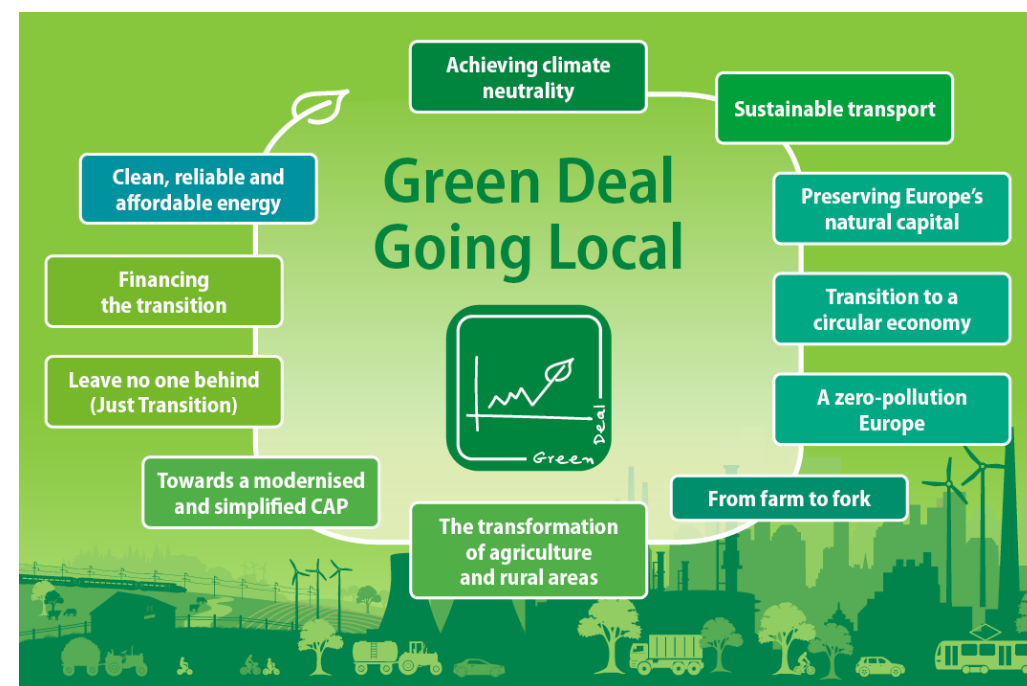 Achieving climate
neutrality
Sustainable transport
Preserving Europe's
natural capital
Transition to a
circular economy
A zero-pollution
Europe
From farm to fork
The transformation
of agriculture
and rural areas
Towards a modernised
and simplified CAP
Leave no one behind
(Just Transition)
Financing
the transition
Clean, reliable and
affordable energy
Green Deal
Going Local
Green Deal